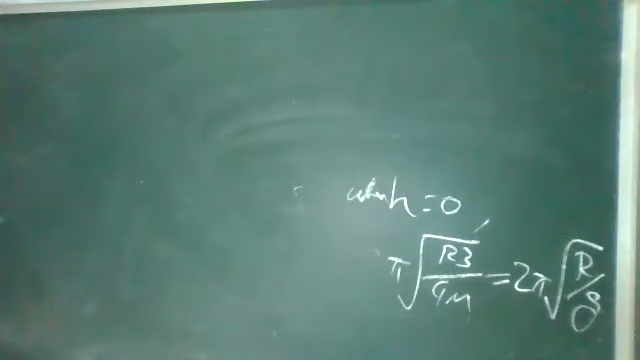 when h = 0
π√(R3/GM) = 2π√(R/g)